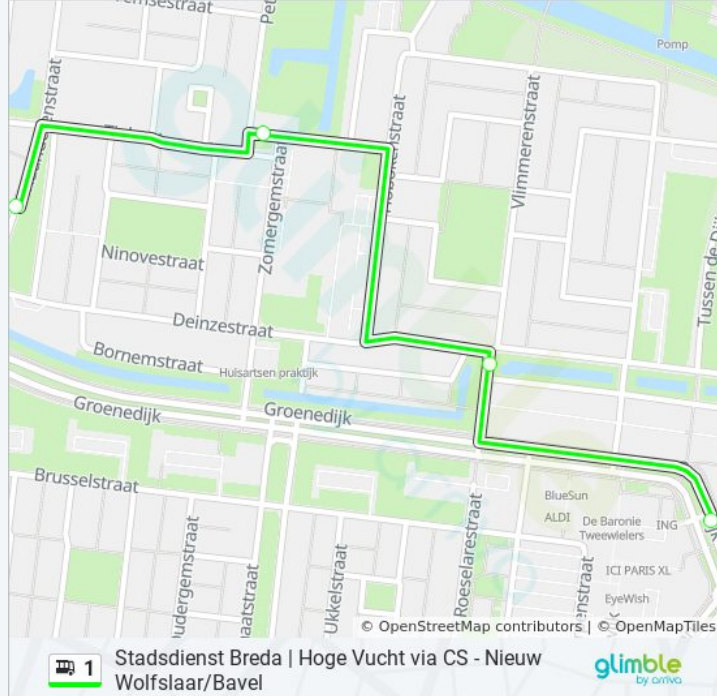 Pomp
Vlimmerenstraat
Zomergemstraat
Ninovestraat
Deinzestraat
Bornemstraat
Huisartsen praktijk
Groenedijk
Groenedijk
Brusselstraat
Ukkelstraat
Roeselarestraat
BlueSun
ALDI
De Baronie
Tweewielers
ING
ICI PARIS XL
EyeWish
© OpenStreetMap contributors | © OpenMapTiles
1
Stadsdienst Breda | Hoge Vucht via CS - Nieuw
Wolfslaar/Bavel
glimble
by arriva